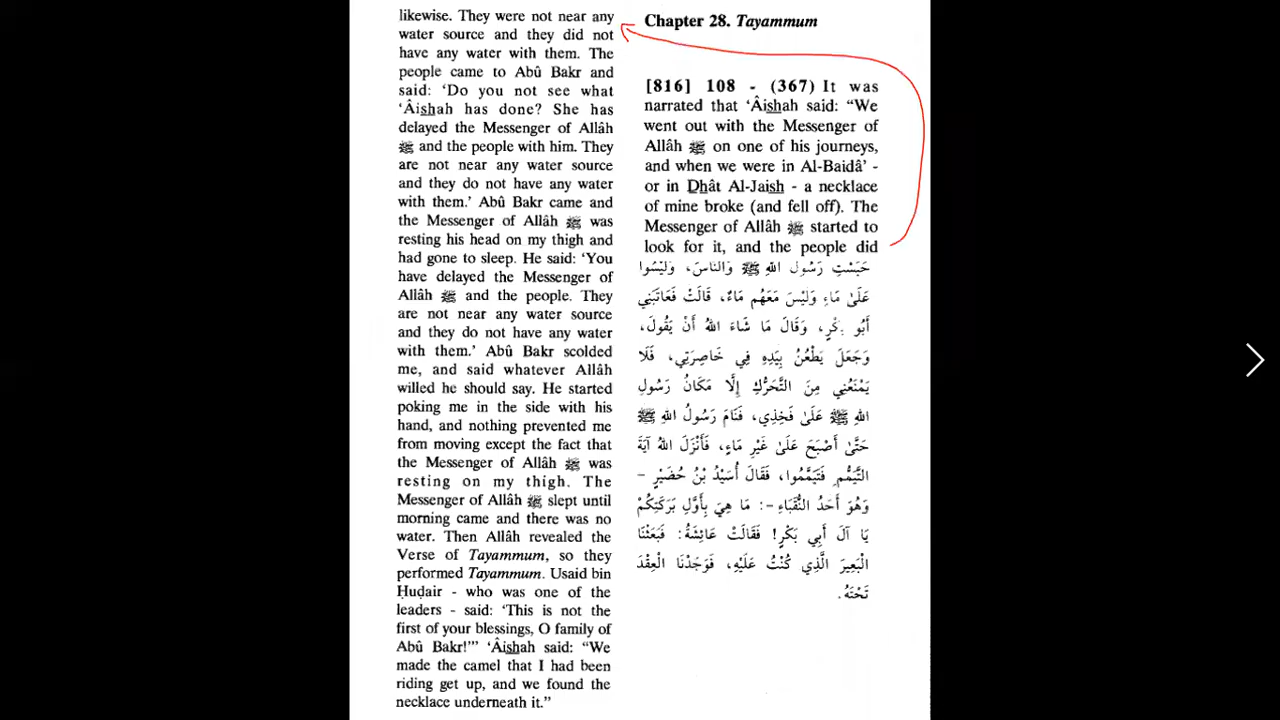 Chapter 28. Tayammum
[816] 108 - (367) It was
narrated that ‘Âishah said: “We
went out with the Messenger of
Allâh ﷺ on one of his journeys,
and when we were in Al-Baidâ’ -
or in Dhât Al-Jaish - a necklace
of mine broke (and fell off). The
Messenger of Allâh ﷺ started to
look for it, and the people did
likewise. They were not near any
water source and they did not
have any water with them. The
people came to Abû Bakr and
said: ‘Do you not see what
‘Âishah has done? She has
delayed the Messenger of Allâh
ﷺ and the people with him. They
are not near any water source
and they do not have any water
with them.’ Abû Bakr came and
the Messenger of Allâh ﷺ was
resting his head on my thigh and
had gone to sleep. He said: ‘You
have delayed the Messenger of
Allâh ﷺ and the people. They
are not near any water source
and they do not have any water
with them.’ Abû Bakr scolded
me, and said whatever Allâh
willed he should say. He started
poking me in the side with his
hand, and nothing prevented me
from moving except the fact that
the Messenger of Allâh ﷺ was
resting on my thigh. The
Messenger of Allâh ﷺ slept until
morning came and there was no
water. Then Allâh revealed the
Verse of Tayammum, so they
performed Tayammum. Usaid bin
Ḥuḍair - who was one of the
leaders - said: ‘This is not the
first of your blessings, O family of
Abû Bakr!’” ‘Âishah said: “We
made the camel that I had been
riding get up, and we found the
necklace underneath it.”
حَبَسْتِ رَسُولَ اللهِ ﷺ وَالنَّاسَ، وَلَيْسُوا
عَلَىٰ مَاءٍ وَلَيْسَ مَعَهُم مَاءٌ، قَالَتْ فَعَاتَبَنِي
أَبُو بَكْرٍ، وَقَالَ مَا شَاءَ اللهُ أَنْ يَقُولَ،
وَجَعَلَ يَطْعُنُ بِيَدِهِ فِي خَاصِرَتِي، فَلَا
يَمْنَعُنِي مِنَ التَّحَرُّكِ إِلَّا مَكَانُ رَسُولِ
اللهِ ﷺ عَلَىٰ فَخِذِي، فَنَامَ رَسُولُ اللهِ ﷺ
حَتَّىٰ أَصْبَحَ عَلَىٰ غَيْرِ مَاءٍ، فَأَنْزَلَ اللهُ آيَةَ
التَّيَمُّمِ فَتَيَمَّمُوا، فَقَالَ أُسَيْدُ بْنُ حُضَيْرٍ -
وَهُوَ أَحَدُ النُّقَبَاءِ -: مَا هِيَ بِأَوَّلِ بَرَكَتِكُمْ
يَا آلَ أَبِي بَكْرٍ! فَقَالَتْ عَائِشَةُ: فَبَعَثْنَا
الْبَعِيرَ الَّذِي كُنْتُ عَلَيْهِ، فَوَجَدْنَا الْعِقْدَ
تَحْتَهُ.